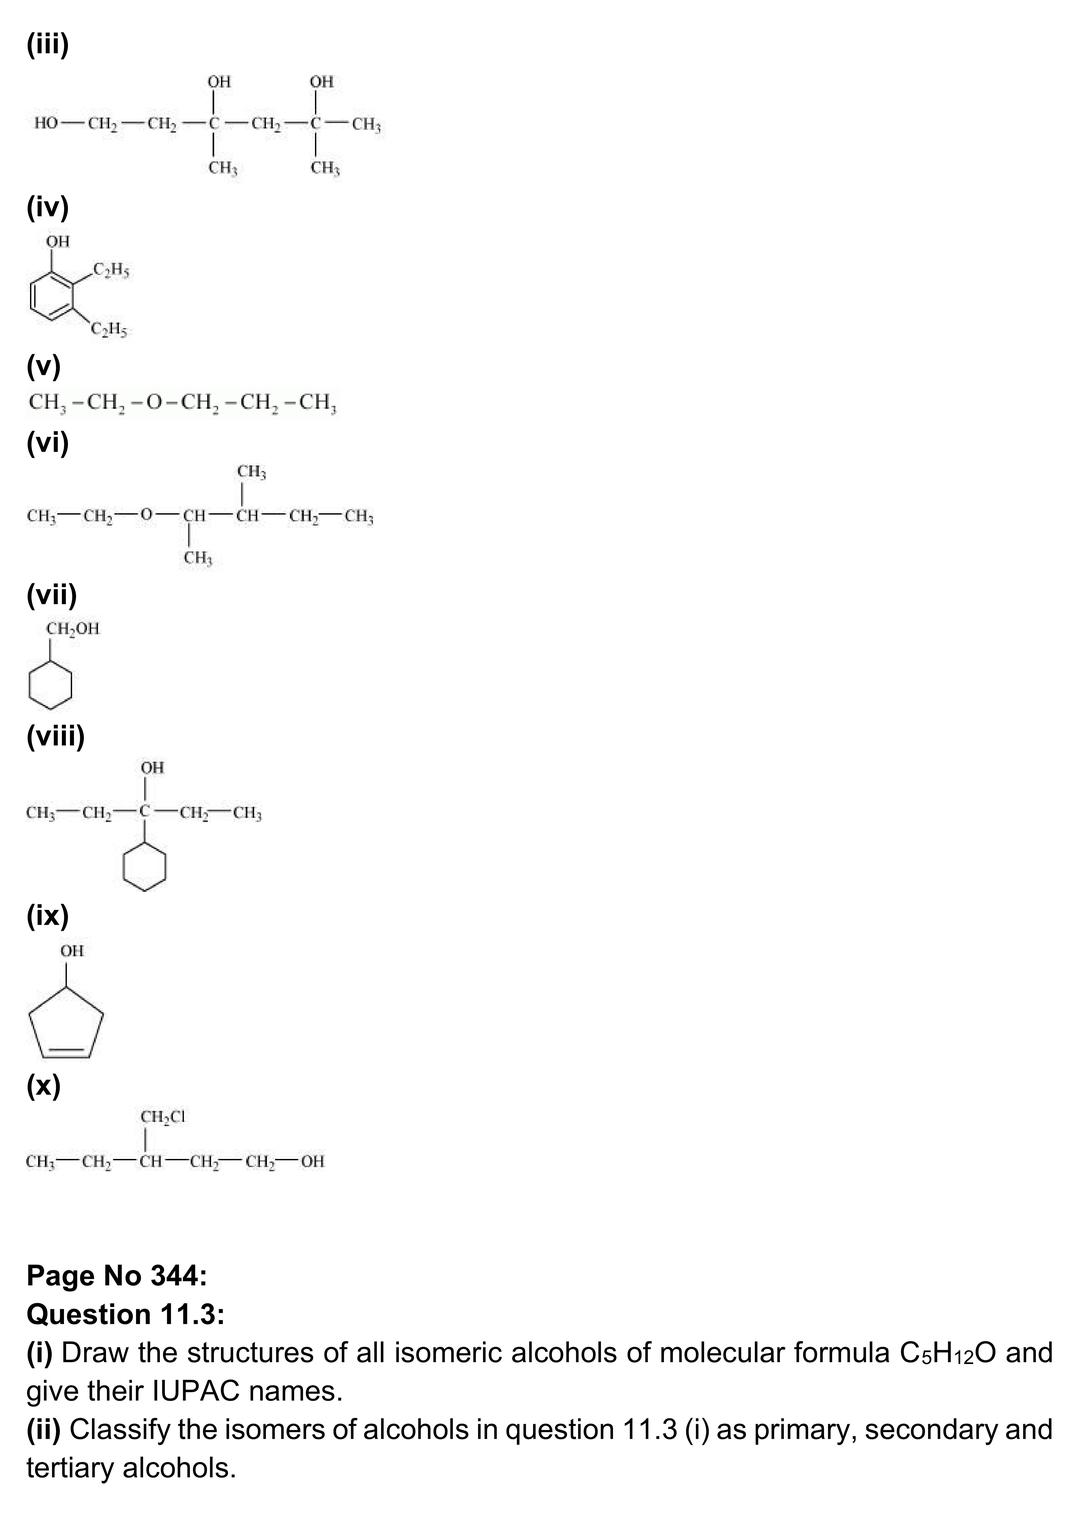 (iii)
OH OH
HO—CH₂—CH₂—C—CH₂—C—CH₃
CH₃ CH₃
(iv)
OH
C₂H₅
C₂H₅
(v)
CH₃–CH₂–O–CH₂–CH₂–CH₃
(vi)
CH₃
CH₃—CH₂—O—CH—CH—CH₂—CH₃
CH₃
(vii)
CH₂OH
(viii)
OH
CH₃—CH₂—C—CH₂—CH₃
(ix)
OH
(x)
CH₂Cl
CH₃—CH₂—CH—CH₂—CH₂—OH
Page No 344:
Question 11.3:
(i) Draw the structures of all isomeric alcohols of molecular formula C₅H₁₂O and
give their IUPAC names.
(ii) Classify the isomers of alcohols in question 11.3 (i) as primary, secondary and
tertiary alcohols.